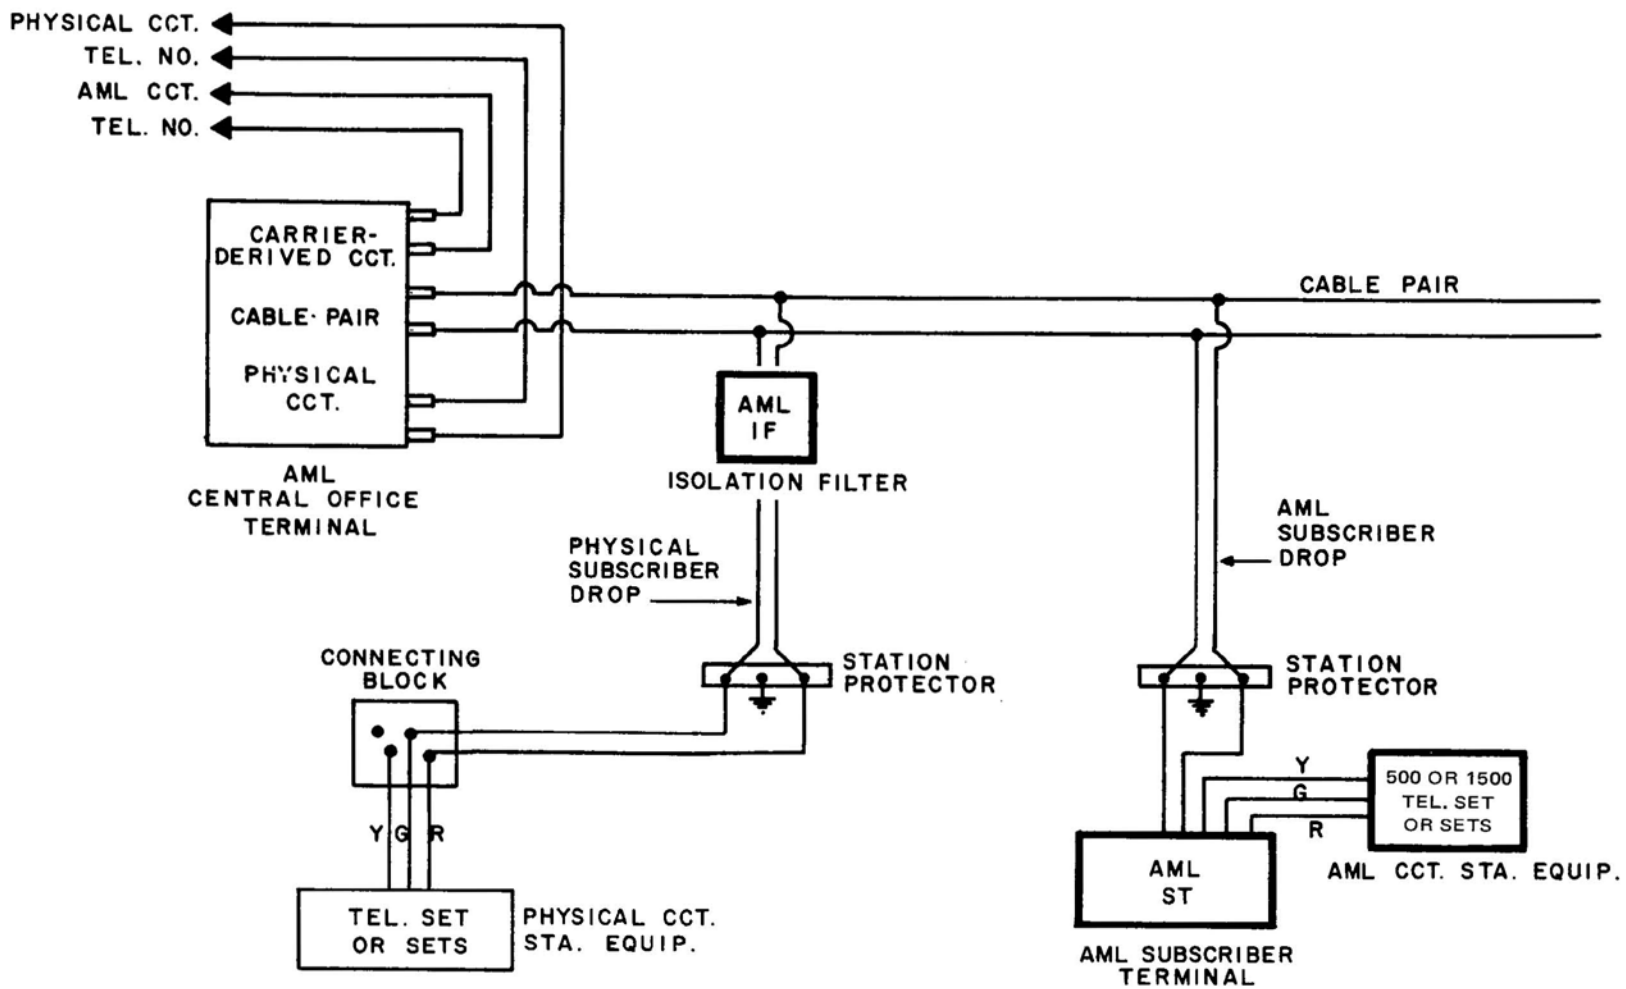 PHYSICAL CCT.
TEL. NO.
AML CCT.
TEL. NO.
CARRIER-
DERIVED CCT.
CABLE PAIR
PHYSICAL
CCT.
AML
CENTRAL OFFICE
TERMINAL
CABLE PAIR
AML
IF
ISOLATION FILTER
PHYSICAL
SUBSCRIBER
DROP
AML
SUBSCRIBER
DROP
CONNECTING
BLOCK
STATION
PROTECTOR
STATION
PROTECTOR
Y G R
TEL. SET
OR SETS
PHYSICAL CCT.
STA. EQUIP.
Y
G
R
500 OR 1500
TEL. SET
OR SETS
AML CCT. STA. EQUIP.
AML
ST
AML SUBSCRIBER
TERMINAL